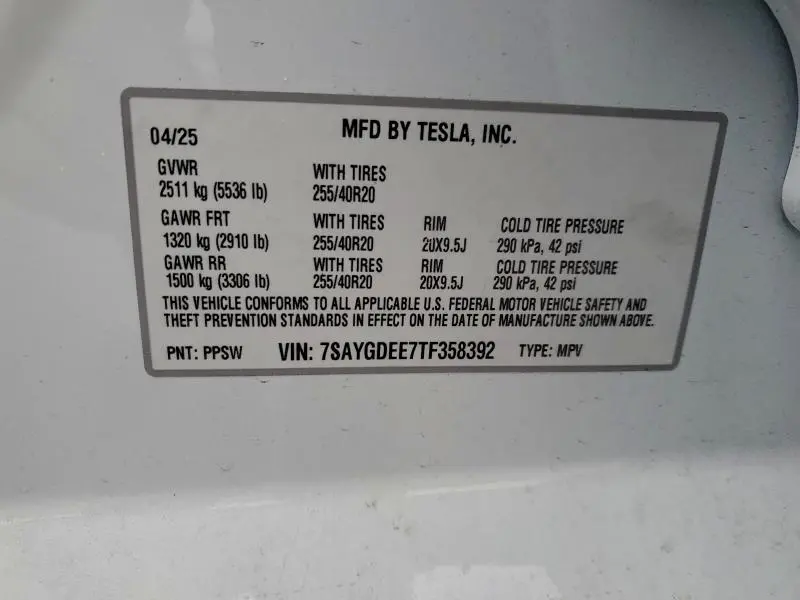 04/25 MFD BY TESLA, INC.
GVWR WITH TIRES
2511 kg (5536 lb) 255/40R20
GAWR FRT WITH TIRES RIM COLD TIRE PRESSURE
1320 kg (2910 lb) 255/40R20 20X9.5J 290 kPa, 42 psi
GAWR RR WITH TIRES RIM COLD TIRE PRESSURE
1500 kg (3306 lb) 255/40R20 20X9.5J 290 kPa, 42 psi
THIS VEHICLE CONFORMS TO ALL APPLICABLE U.S. FEDERAL MOTOR VEHICLE SAFETY AND
THEFT PREVENTION STANDARDS IN EFFECT ON THE DATE OF MANUFACTURE SHOWN ABOVE.
PNT: PPSW VIN: 7SAYGDEE7TF358392 TYPE: MPV